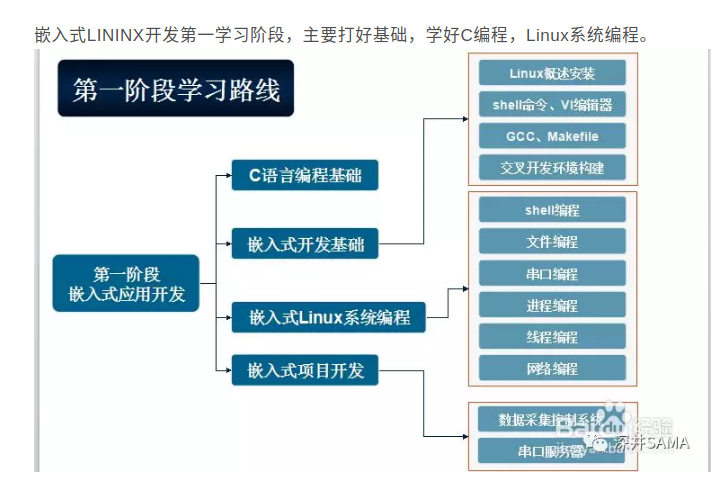 嵌入式LININX开发第一学习阶段，主要打好基础，学好C编程，Linux系统编程。
第一阶段学习路线
C语言编程基础
嵌入式开发基础
第一阶段
嵌入式应用开发
嵌入式Linux系统编程
嵌入式项目开发
Linux概述安装
shell命令、VI编辑器
GCC、Makefile
交叉开发环境构建
shell编程
文件编程
串口编程
进程编程
线程编程
网络编程
数据采集控制系统
串口服务器
Bai 经验
深井SAMA